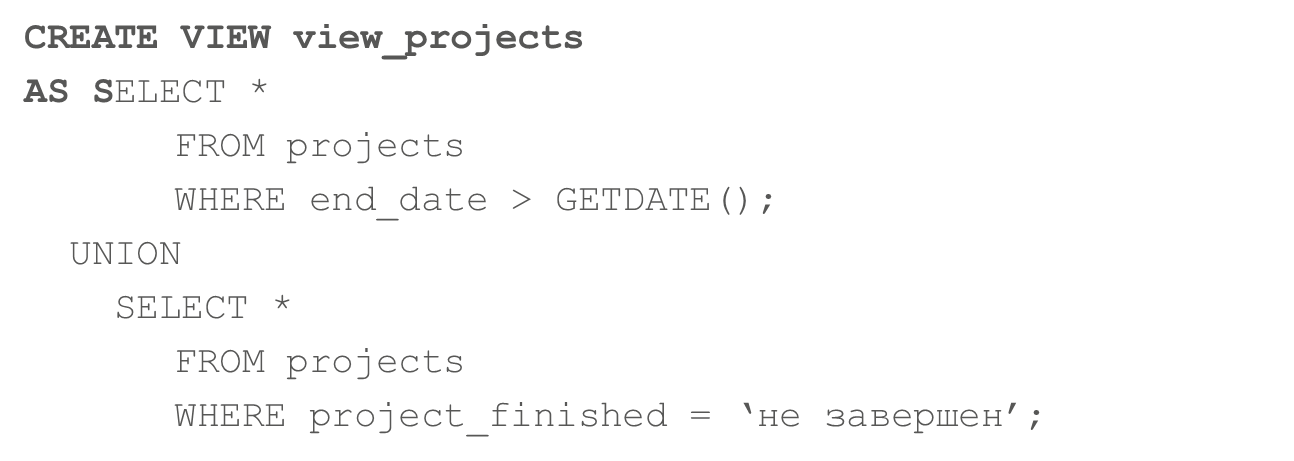 CREATE VIEW view_projects
AS SELECT *
FROM projects
WHERE end_date > GETDATE();
UNION
SELECT *
FROM projects
WHERE project_finished = ‘не завершен’;